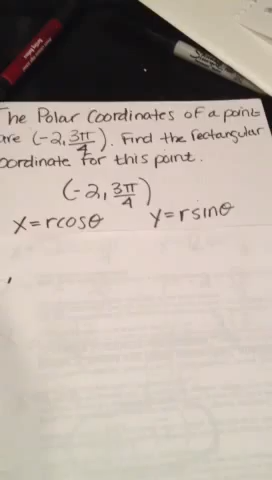 The Polar Coordinates of a point
are (-2, 3π/4). Find the rectangular
coordinate for this point.
(-2, 3π/4)
x=rcosθ y=rsinθ